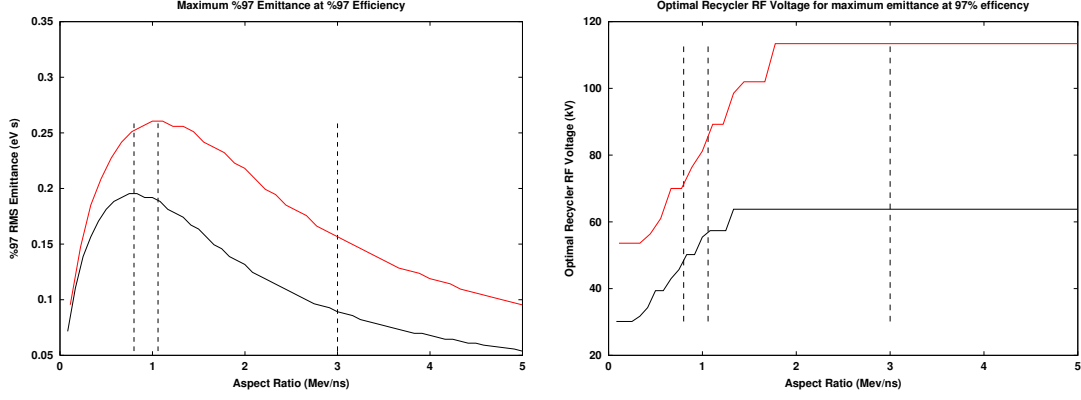 Maximum %97 Emittance at %97 Efficiency
0.35
0.3
0.25
0.2
0.15
0.1
0.05
%97 RMS Emittance (eV s)
0 1 2 3 4 5
Aspect Ratio (Mev/ns)
Optimal Recycler RF Voltage for maximum emittance at 97% efficency
120
100
80
60
40
20
Optimal Recycler RF Voltage (kV)
0 1 2 3 4 5
Aspect Ratio (Mev/ns)